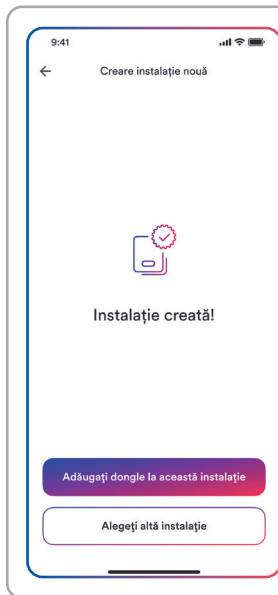 9:41
Creare instalație nouă
Instalație creată!
Adăugați dongle la această instalație
Alegeți altă instalație